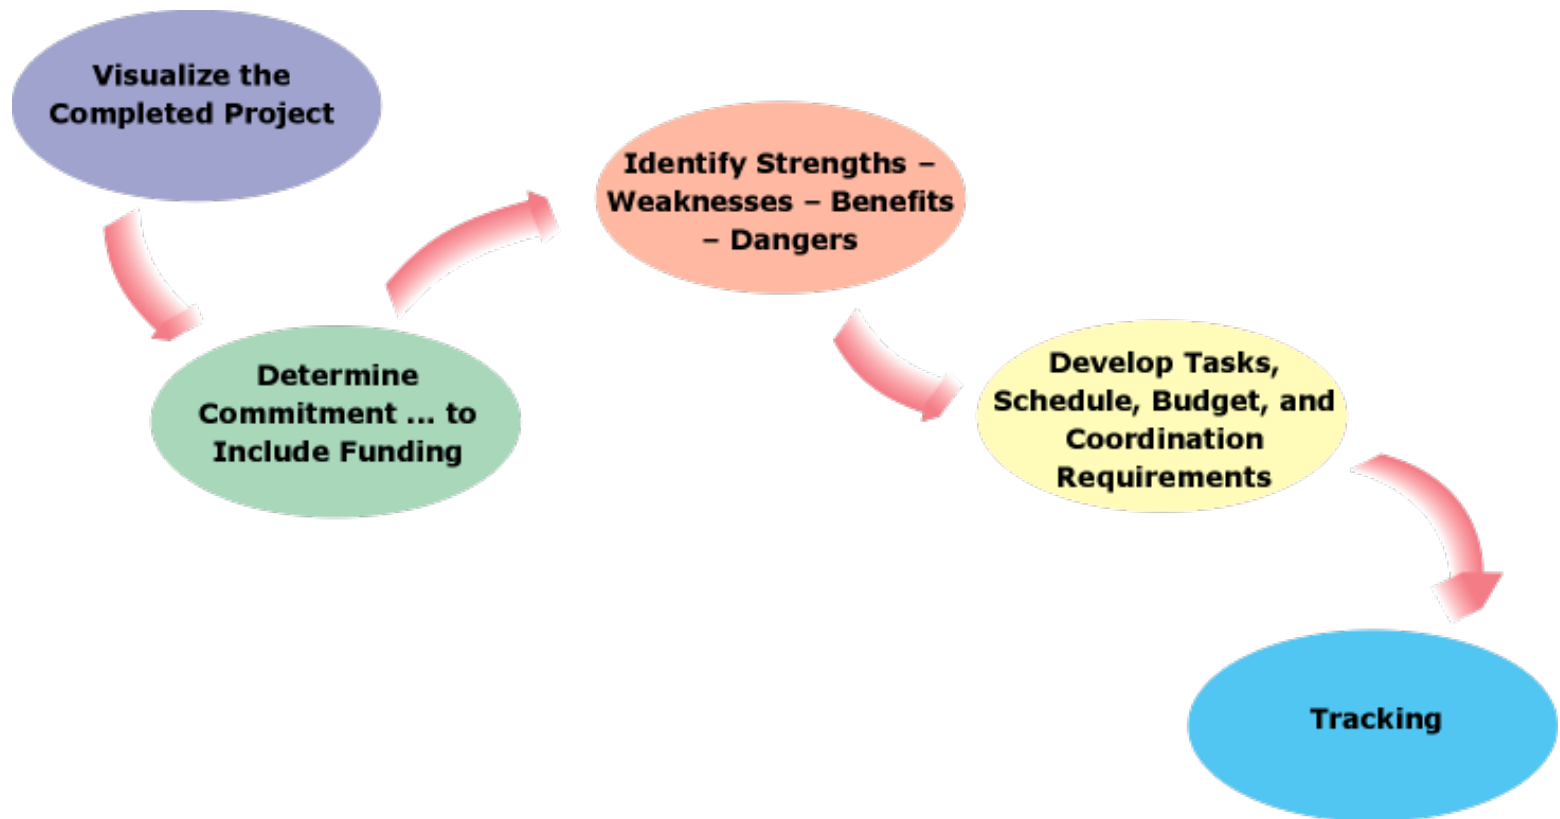 Visualize the
Completed Project
Identify Strengths –
Weaknesses – Benefits
– Dangers
Determine
Commitment ... to
Include Funding
Develop Tasks,
Schedule, Budget, and
Coordination
Requirements
Tracking